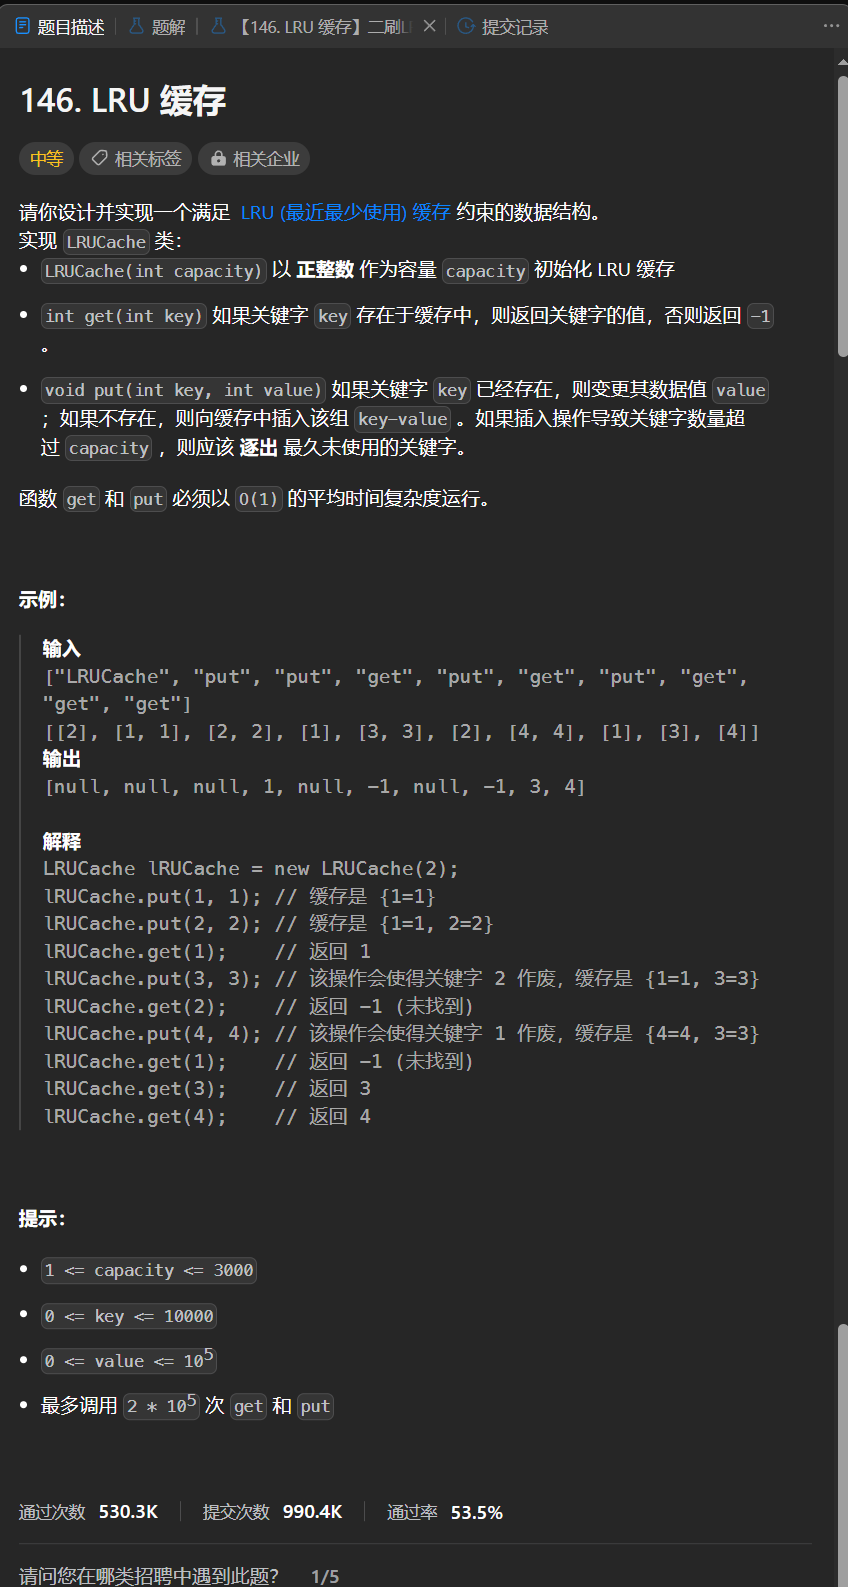 题目描述 题解 【146. LRU 缓存】二刷 提交记录
146. LRU 缓存
中等 相关标签 相关企业
请你设计并实现一个满足 LRU (最近最少使用) 缓存 约束的数据结构。
实现 LRUCache 类：
LRUCache(int capacity) 以 正整数 作为容量 capacity 初始化 LRU 缓存
int get(int key) 如果关键字 key 存在于缓存中，则返回关键字的值，否则返回 -1
。
void put(int key, int value) 如果关键字 key 已经存在，则变更其数据值 value
；如果不存在，则向缓存中插入该组 key-value 。如果插入操作导致关键字数量超
过 capacity ，则应该 逐出 最久未使用的关键字。
函数 get 和 put 必须以 O(1) 的平均时间复杂度运行。
示例：
输入
["LRUCache", "put", "put", "get", "put", "get", "put", "get",
"get", "get"]
[[2], [1, 1], [2, 2], [1], [3, 3], [2], [4, 4], [1], [3], [4]]
输出
[null, null, null, 1, null, -1, null, -1, 3, 4]
解释
LRUCache lRUCache = new LRUCache(2);
lRUCache.put(1, 1); // 缓存是 {1=1}
lRUCache.put(2, 2); // 缓存是 {1=1, 2=2}
lRUCache.get(1);    // 返回 1
lRUCache.put(3, 3); // 该操作会使得关键字 2 作废，缓存是 {1=1, 3=3}
lRUCache.get(2);    // 返回 -1 (未找到)
lRUCache.put(4, 4); // 该操作会使得关键字 1 作废，缓存是 {4=4, 3=3}
lRUCache.get(1);    // 返回 -1 (未找到)
lRUCache.get(3);    // 返回 3
lRUCache.get(4);    // 返回 4
提示：
1 <= capacity <= 3000
0 <= key <= 10000
0 <= value <= 10⁵
最多调用 2 * 10⁵ 次 get 和 put
通过次数 530.3K 提交次数 990.4K 通过率 53.5%
请问您在哪类招聘中遇到此题？ 1/5